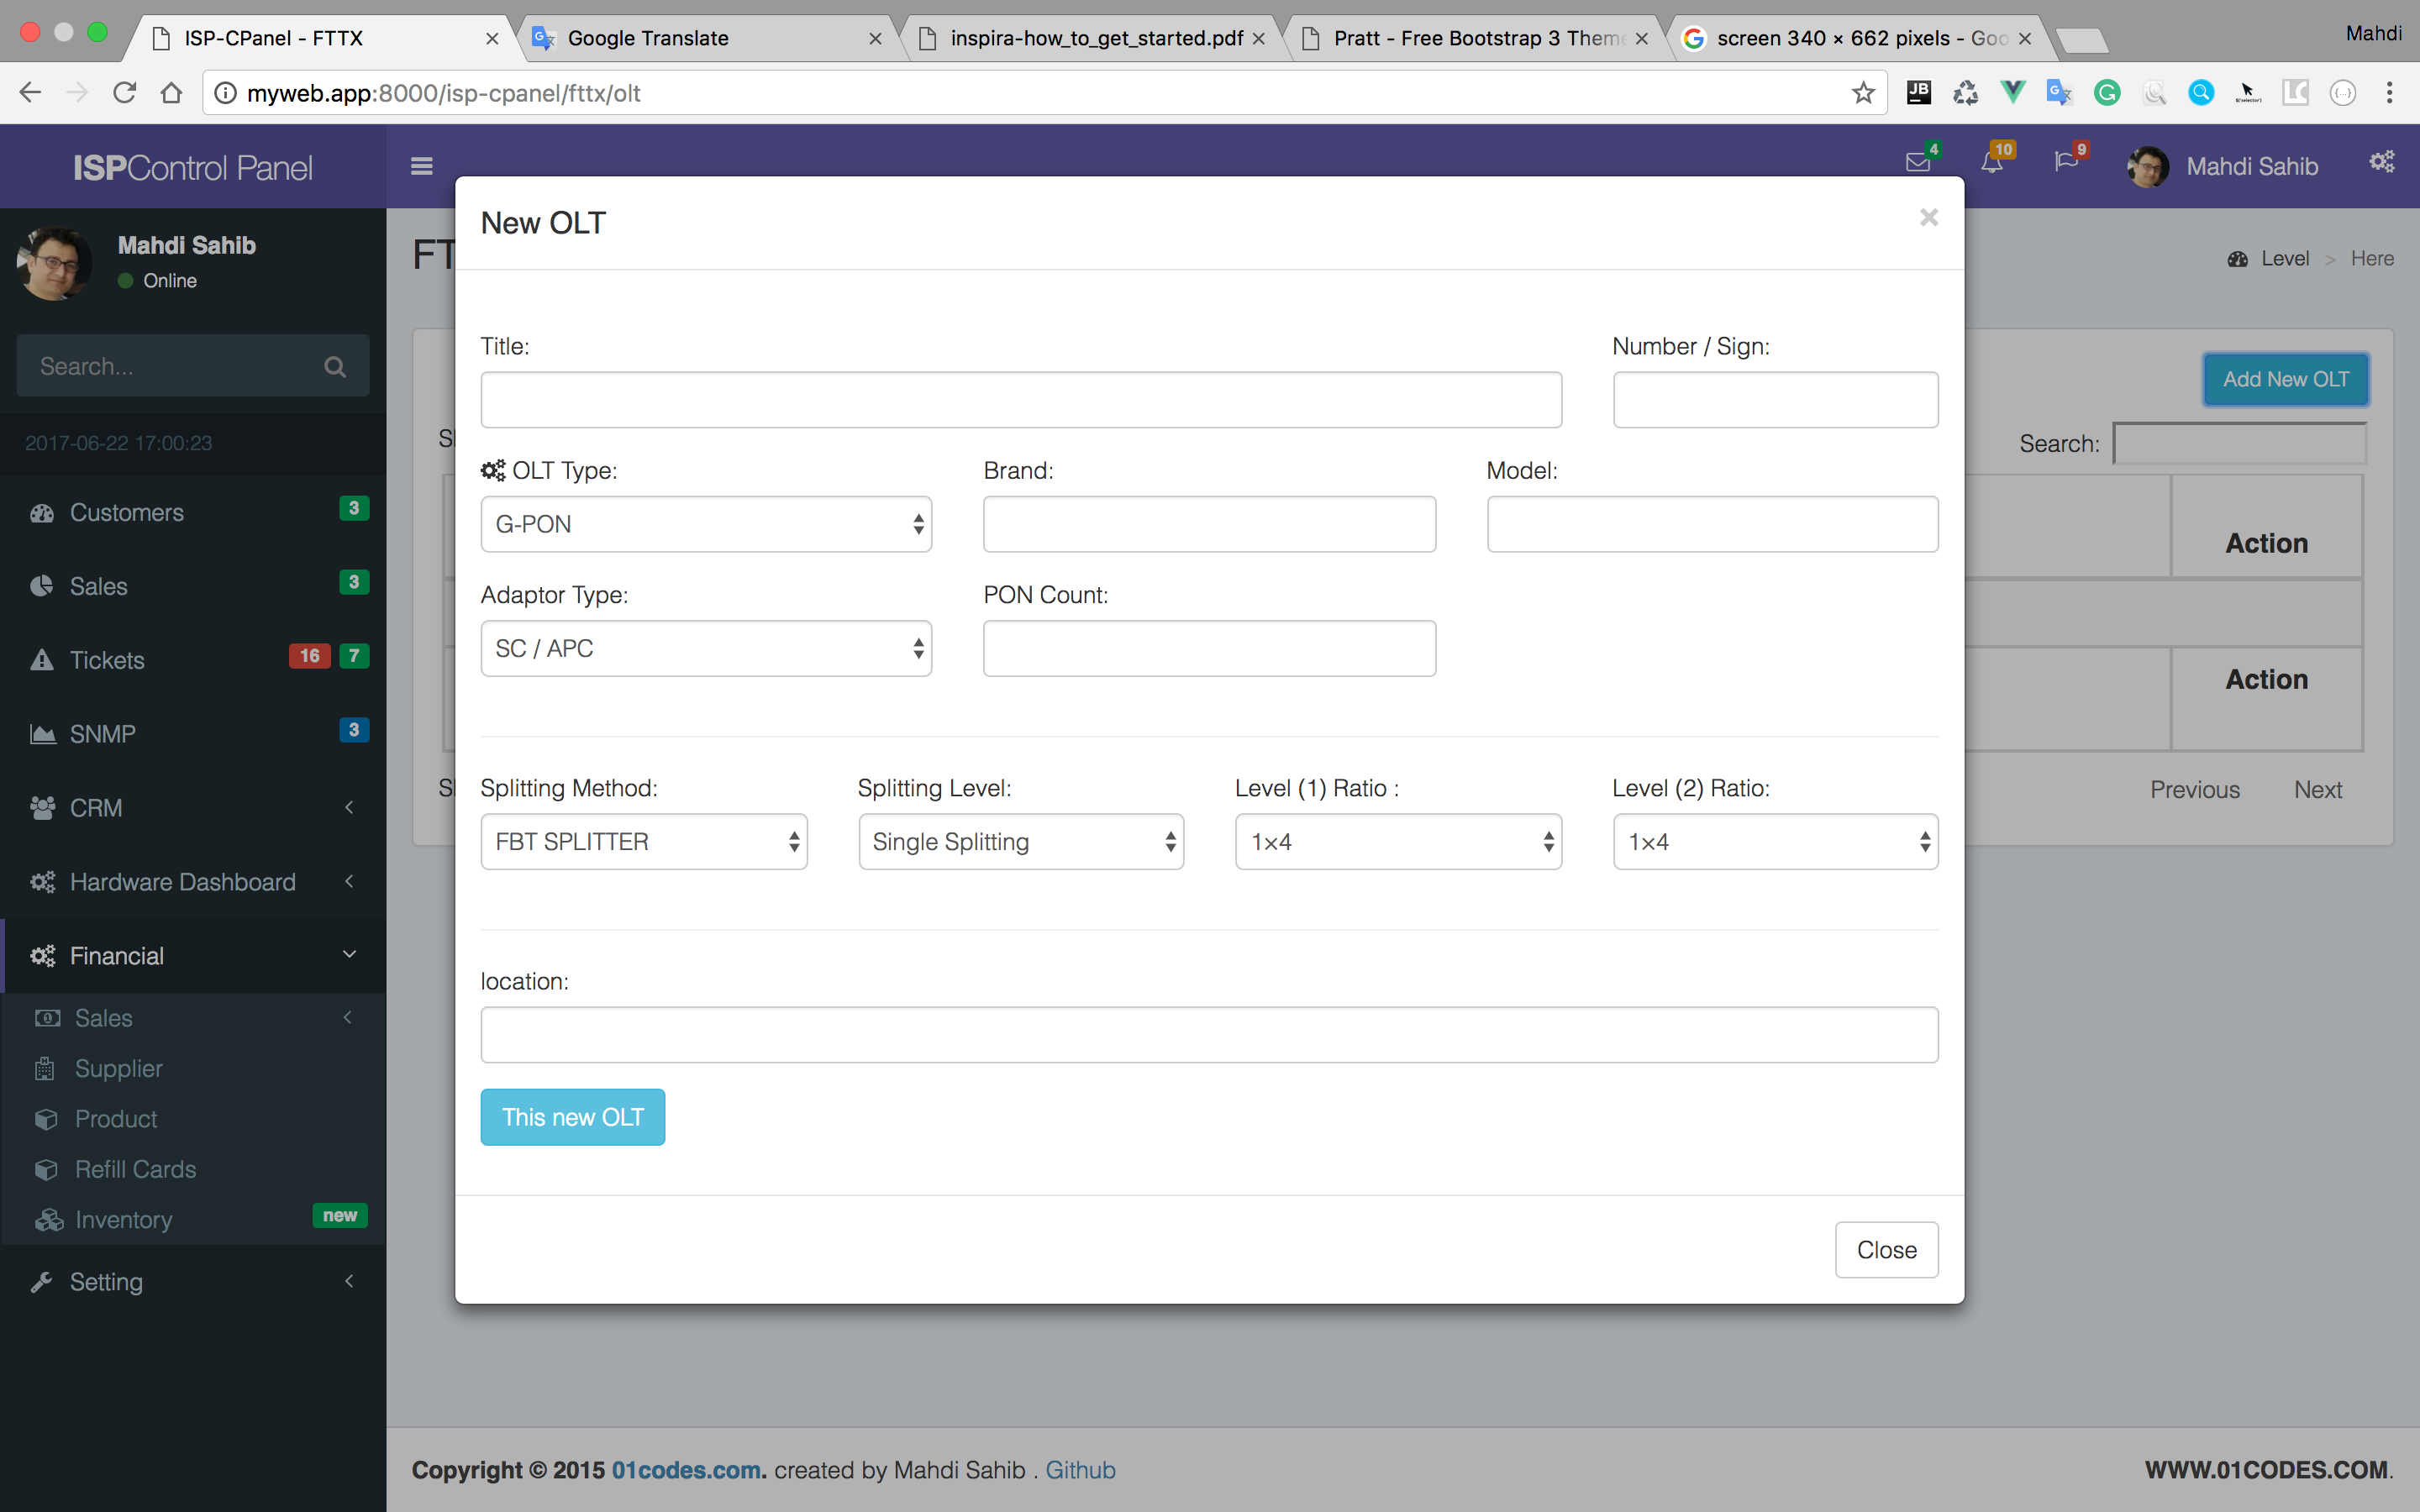 ISP-CPanel - FTTX
Google Translate
inspira-how_to_get_started.pdf
Pratt - Free Bootstrap 3 Theme
screen 340 × 662 pixels - Goo
Mahdi
myweb.app:8000/isp-cpanel/fttx/olt
ISPControl Panel
4
10
9
Mahdi Sahib
Mahdi Sahib
Online
Search...
2017-06-22 17:00:23
Customers 3
Sales 3
Tickets 16 7
SNMP 3
CRM
Hardware Dashboard
Financial
Sales
Supplier
Product
Refill Cards
Inventory new
Setting
FT
Level > Here
Add New OLT
Search:
Action
Action
Previous Next
New OLT
×
Title: Number / Sign:
OLT Type: Brand: Model:
G-PON
Adaptor Type: PON Count:
SC / APC
Splitting Method: Splitting Level: Level (1) Ratio : Level (2) Ratio:
FBT SPLITTER Single Splitting 1×4 1×4
location:
This new OLT
Close
Copyright © 2015 01codes.com. created by Mahdi Sahib . Github
WWW.01CODES.COM.